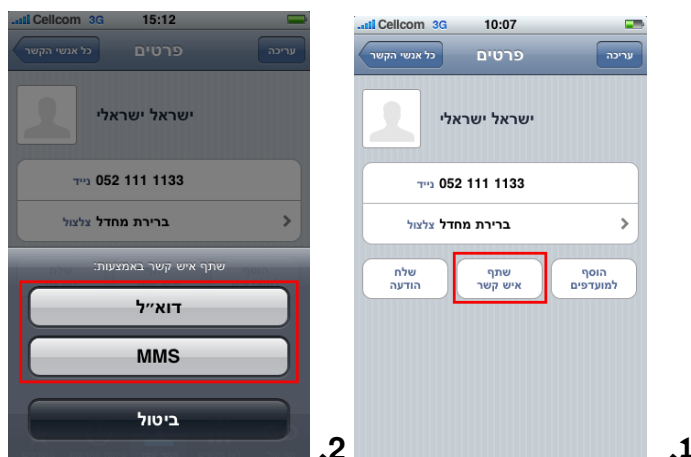 Cellcom 3G 10:07
כל אנשי הקשר פרטים עריכה
ישראל ישראלי
נייד 052 111 1133
צלצול ברירת מחדל
הוסף למועדפים
שתף איש קשר
שלח הודעה
.1
Cellcom 3G 15:12
כל אנשי הקשר פרטים עריכה
ישראל ישראלי
נייד 052 111 1133
צלצול ברירת מחדל
שתף איש קשר באמצעות:
דוא״ל
MMS
ביטול
.2